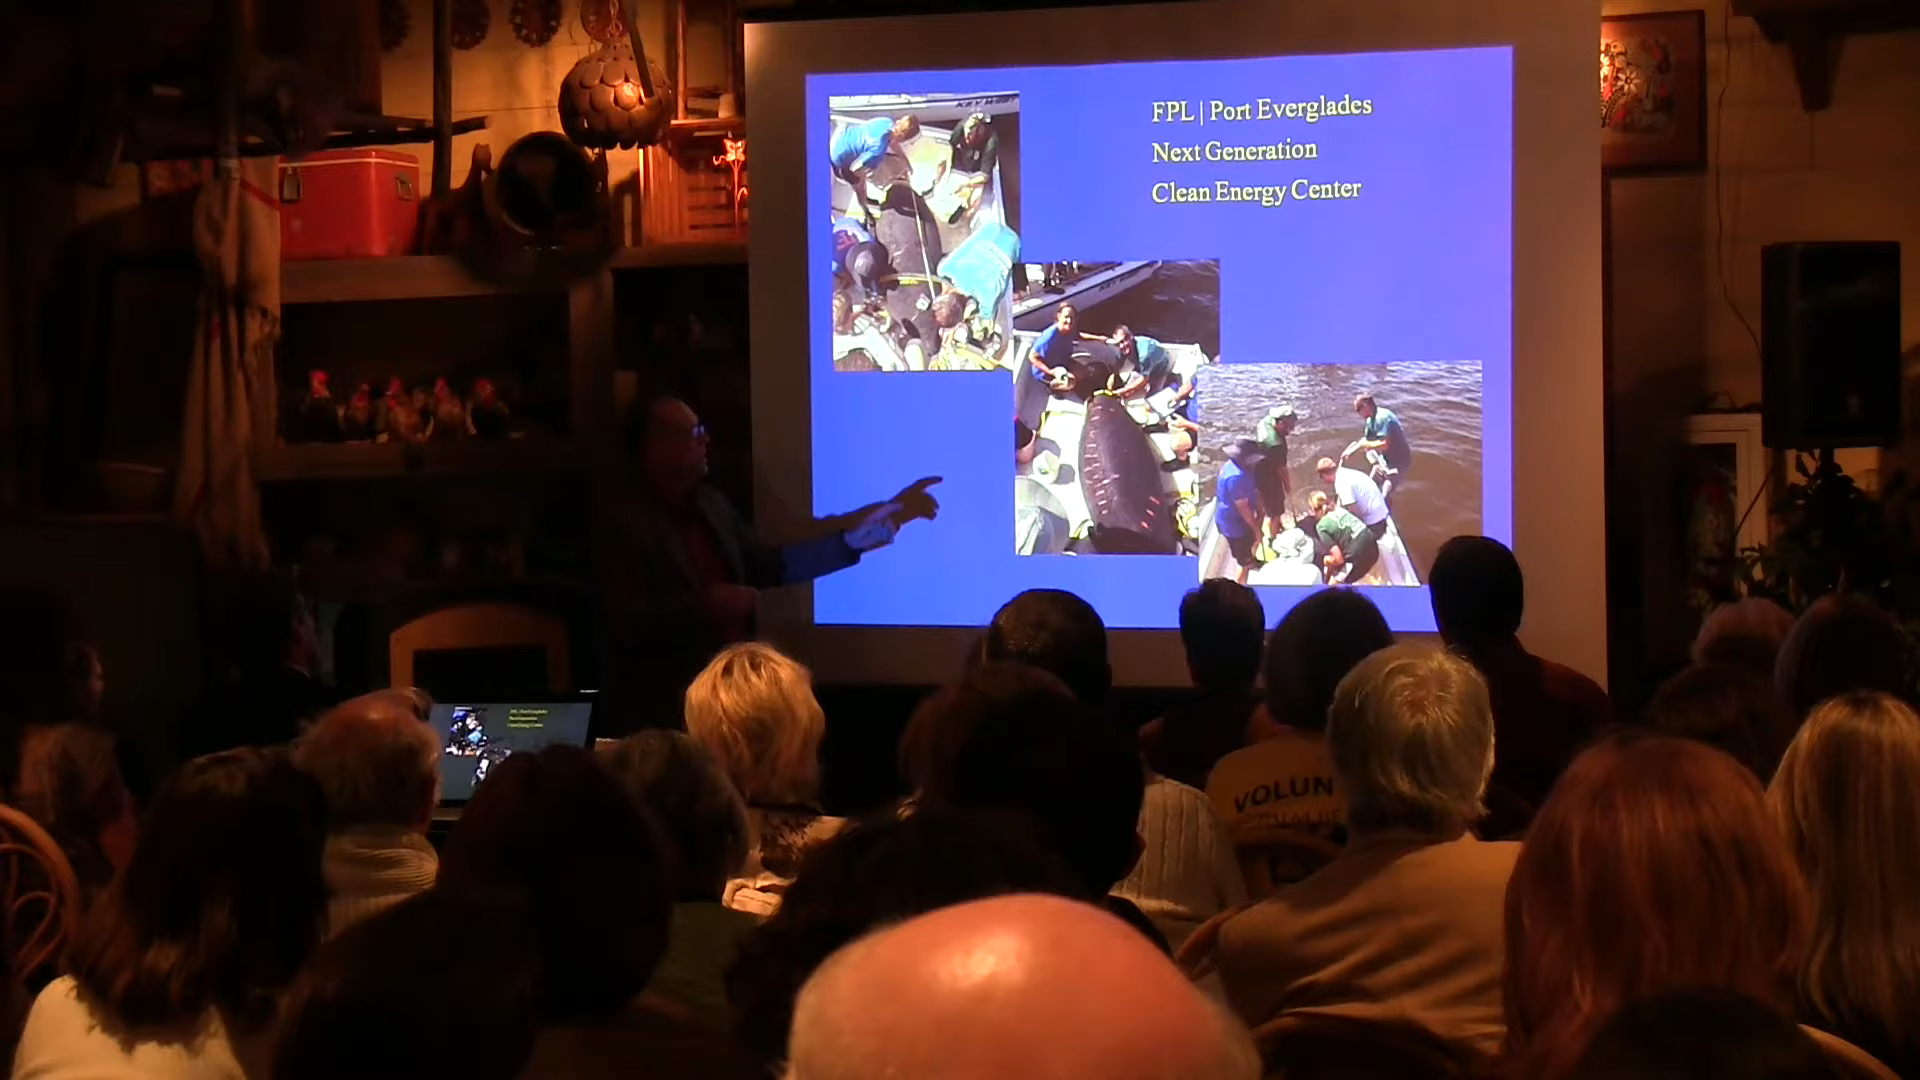 FPL | Port Everglades
Next Generation
Clean Energy Center
VOLUN